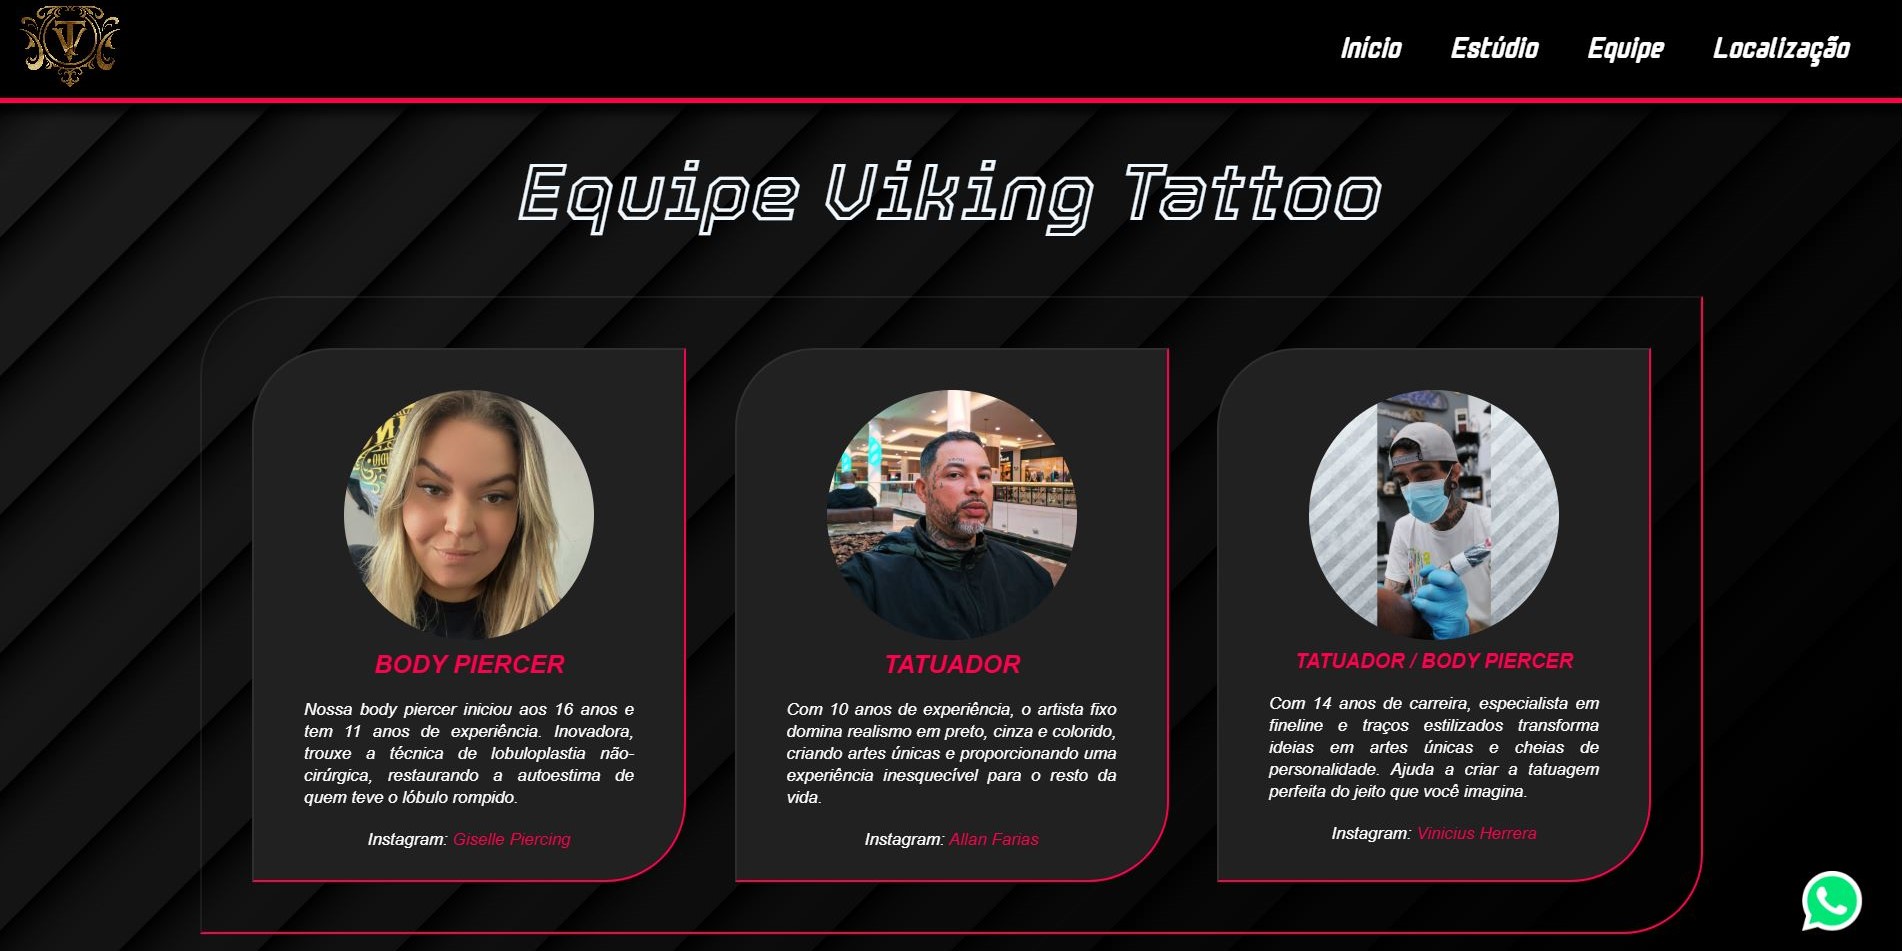 Início Estúdio Equipe Localização
Equipe Viking Tattoo
BODY PIERCER
Nossa body piercer iniciou aos 16 anos e
tem 11 anos de experiência. Inovadora,
trouxe a técnica de lobuloplastia não-
cirúrgica, restaurando a autoestima de
quem teve o lóbulo rompido.
Instagram: Giselle Piercing
TATUADOR
Com 10 anos de experiência, o artista fixo
domina realismo em preto, cinza e colorido,
criando artes únicas e proporcionando uma
experiência inesquecível para o resto da
vida.
Instagram: Allan Farias
TATUADOR / BODY PIERCER
Com 14 anos de carreira, especialista em
fineline e traços estilizados transforma
ideias em artes únicas e cheias de
personalidade. Ajuda a criar a tatuagem
perfeita do jeito que você imagina.
Instagram: Vinicius Herrera